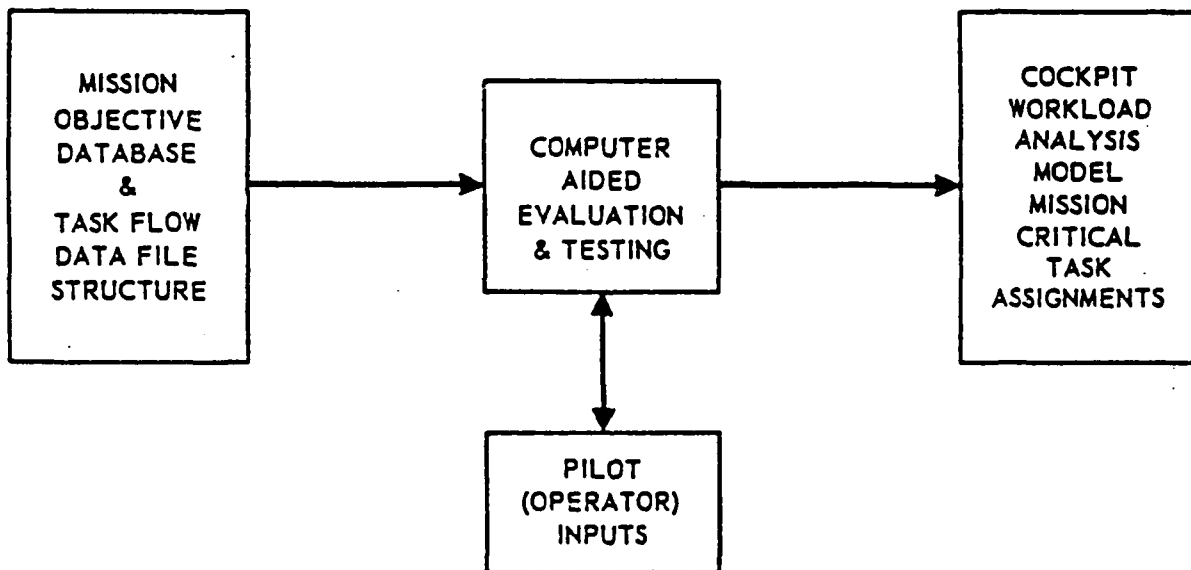 MISSION
OBJECTIVE
DATABASE
&
TASK FLOW
DATA FILE
STRUCTURE
COMPUTER
AIDED
EVALUATION
& TESTING
COCKPIT
WORKLOAD
ANALYSIS
MODEL
MISSION
CRITICAL
TASK
ASSIGNMENTS
PILOT
(OPERATOR)
INPUTS